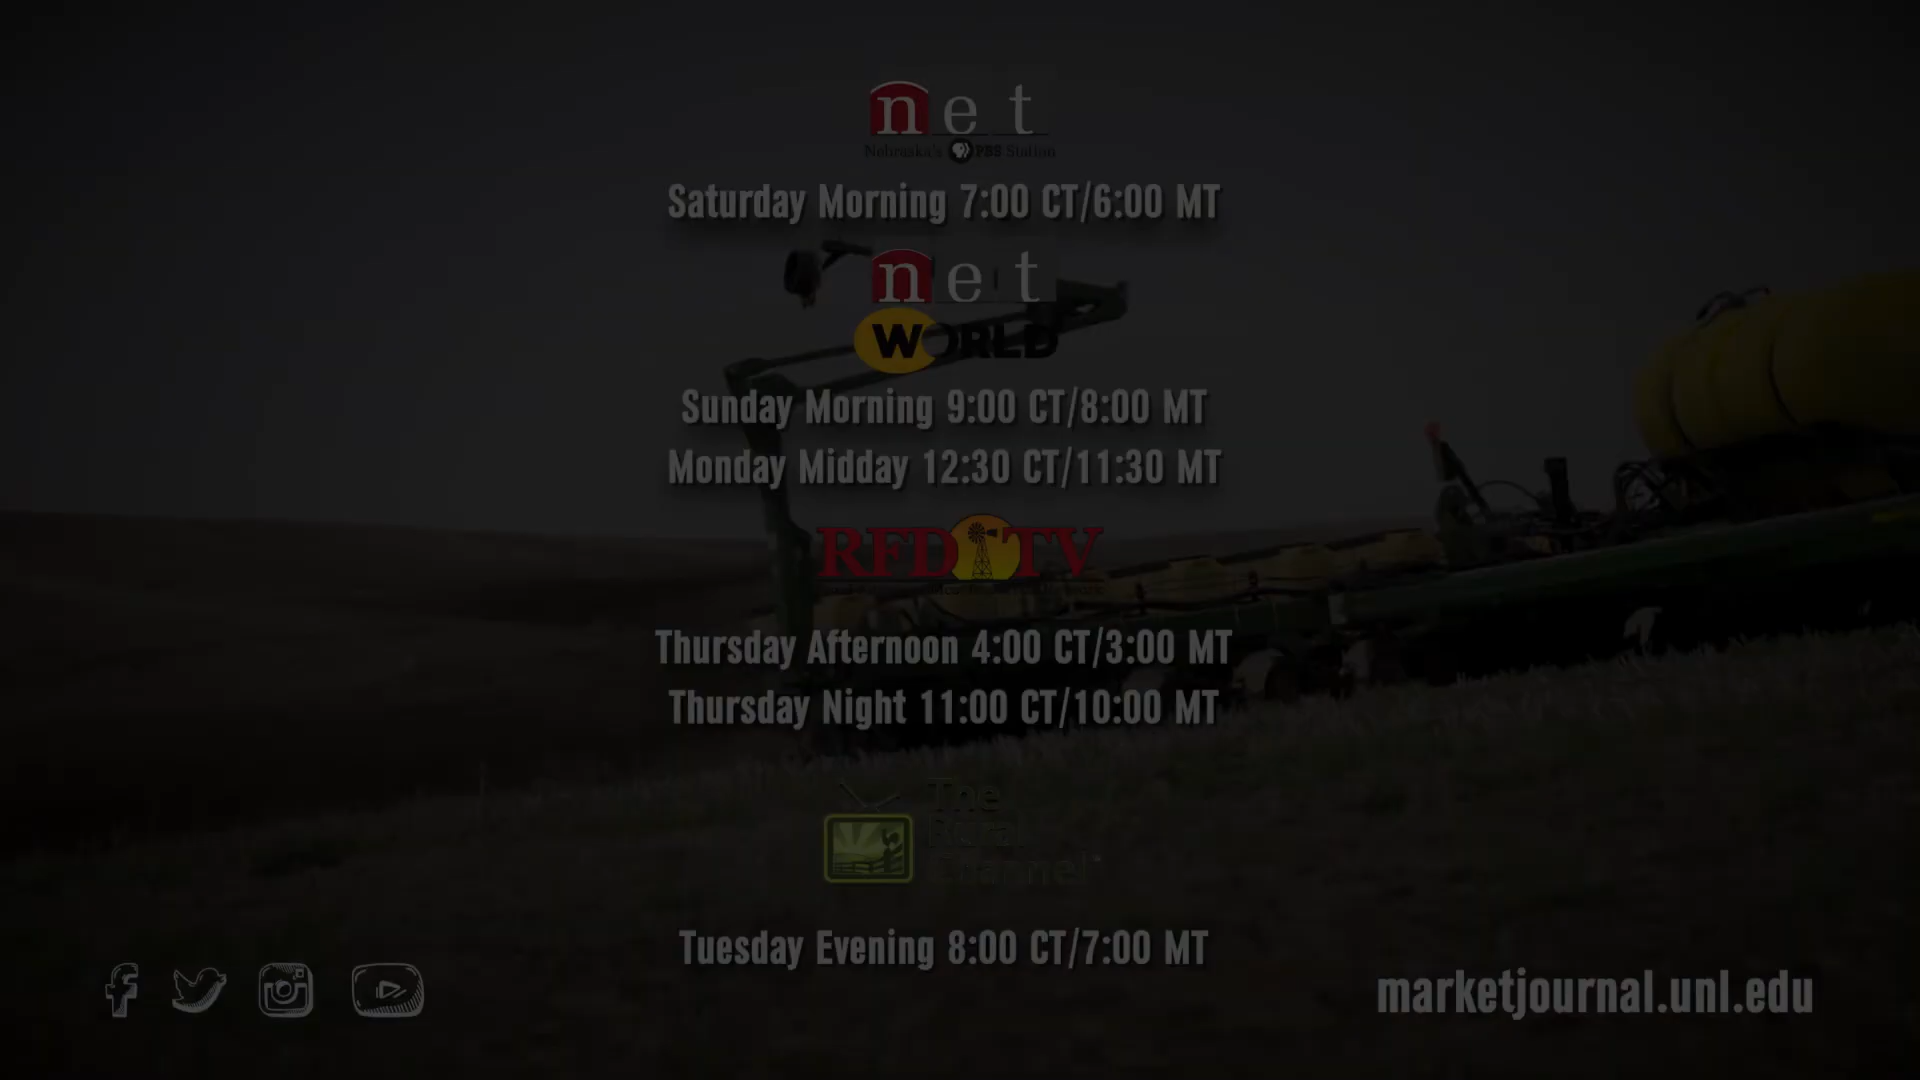 net
Nebraska's PBS Station
Saturday Morning 7:00 CT/6:00 MT
net
WORLD
Sunday Morning 9:00 CT/8:00 MT
Monday Midday 12:30 CT/11:30 MT
RFD TV
Thursday Afternoon 4:00 CT/3:00 MT
Thursday Night 11:00 CT/10:00 MT
The
Rural
Channel
Tuesday Evening 8:00 CT/7:00 MT
marketjournal.unl.edu